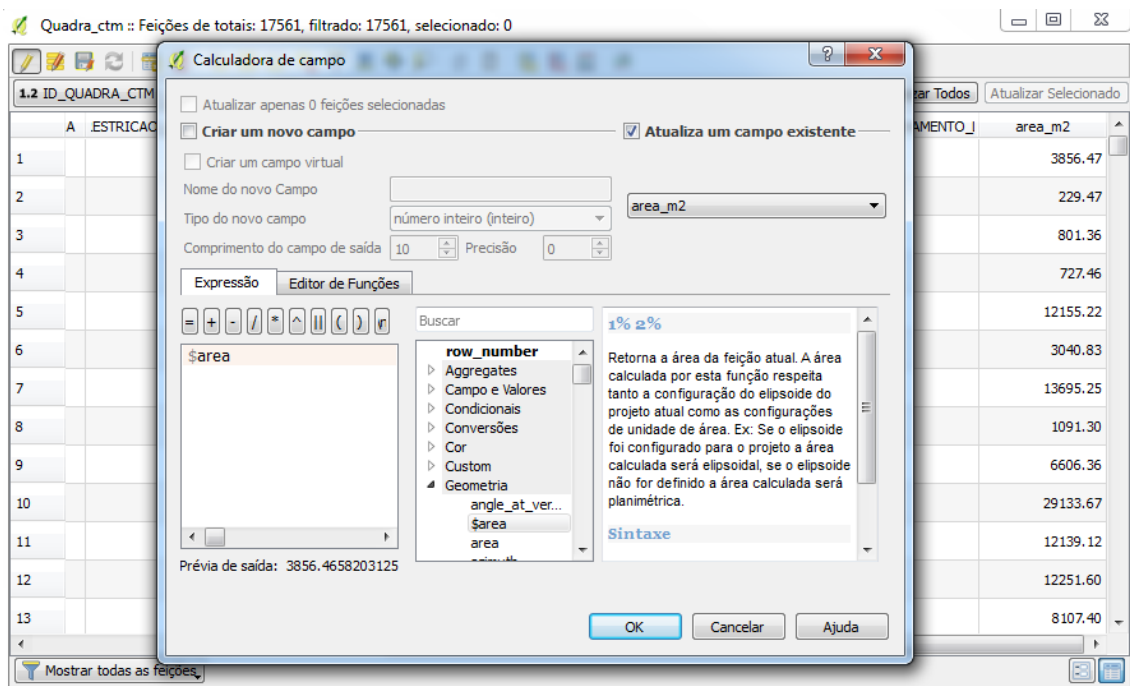 Quadra_ctm :: Feições de totais: 17561, filtrado: 17561, selecionado: 0
Calculadora de campo
1.2 ID_QUADRA_CTM
zar Todos
Atualizar Selecionado
A .ESTRICAO
AMENTO_I
area_m2
Atualizar apenas 0 feições selecionadas
Criar um novo campo
Atualiza um campo existente
Criar um campo virtual
Nome do novo Campo
area_m2
Tipo do novo campo
número inteiro (inteiro)
Comprimento do campo de saída
10
Precisão
0
Expressão
Editor de Funções
= + - / * ^ || ( )
Buscar
$area
row_number
Aggregates
Campo e Valores
Condicionais
Conversões
Cor
Custom
Geometria
angle_at_ver...
$area
area
azimuth
1% 2%
Retorna a área da feição atual. A área
calculada por esta função respeita
tanto a configuração do elipsoide do
projeto atual como as configurações
de unidade de área. Ex: Se o elipsoide
foi configurado para o projeto a área
calculada será elipsoidal, se o elipsoide
não for definido a área calculada será
planimétrica.
Sintaxe
Prévia de saída: 3856.4658203125
OK
Cancelar
Ajuda
1 3856.47
2 229.47
3 801.36
4 727.46
5 12155.22
6 3040.83
7 13695.25
8 1091.30
9 6606.36
10 29133.67
11 12139.12
12 12251.60
13 8107.40
Mostrar todas as feições